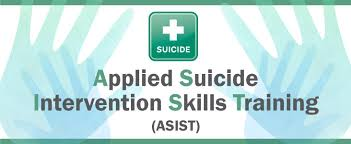 SUICIDE
Applied Suicide
Intervention Skills Training
(ASIST)